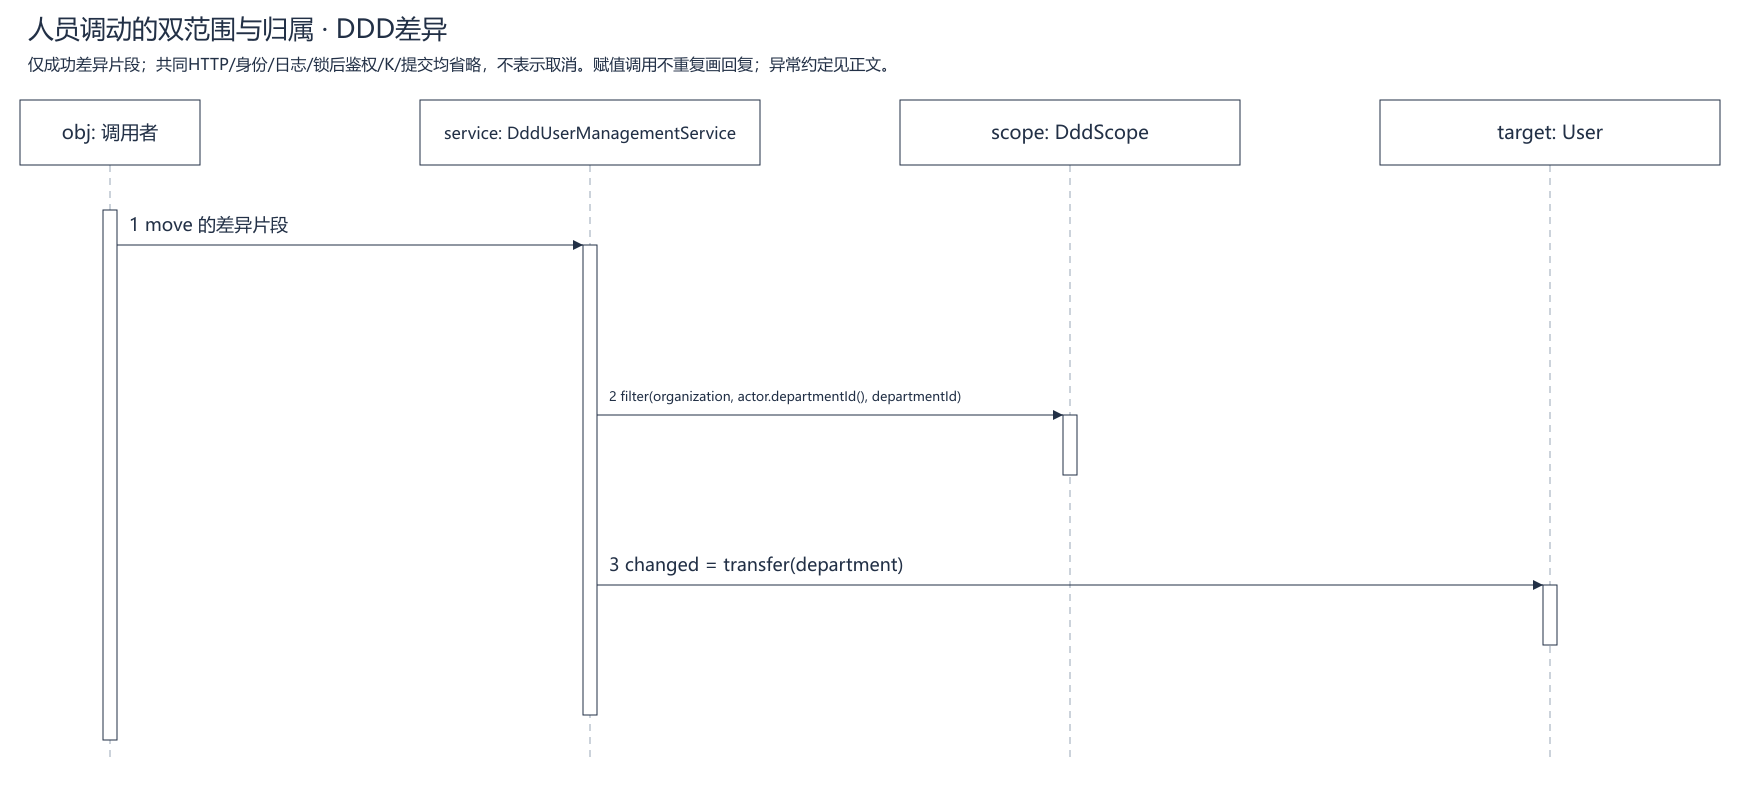 人员调动的双范围与归属 · DDD差异
仅成功差异片段；共同HTTP/身份/日志/锁后鉴权/K/提交均省略，不表示取消。赋值调用不重复画回复；异常约定见正文。
obj: 调用者
service: DddUserManagementService
scope: DddScope
target: User
1 move 的差异片段
2 filter(organization, actor.departmentId(), departmentId)
3 changed = transfer(department)